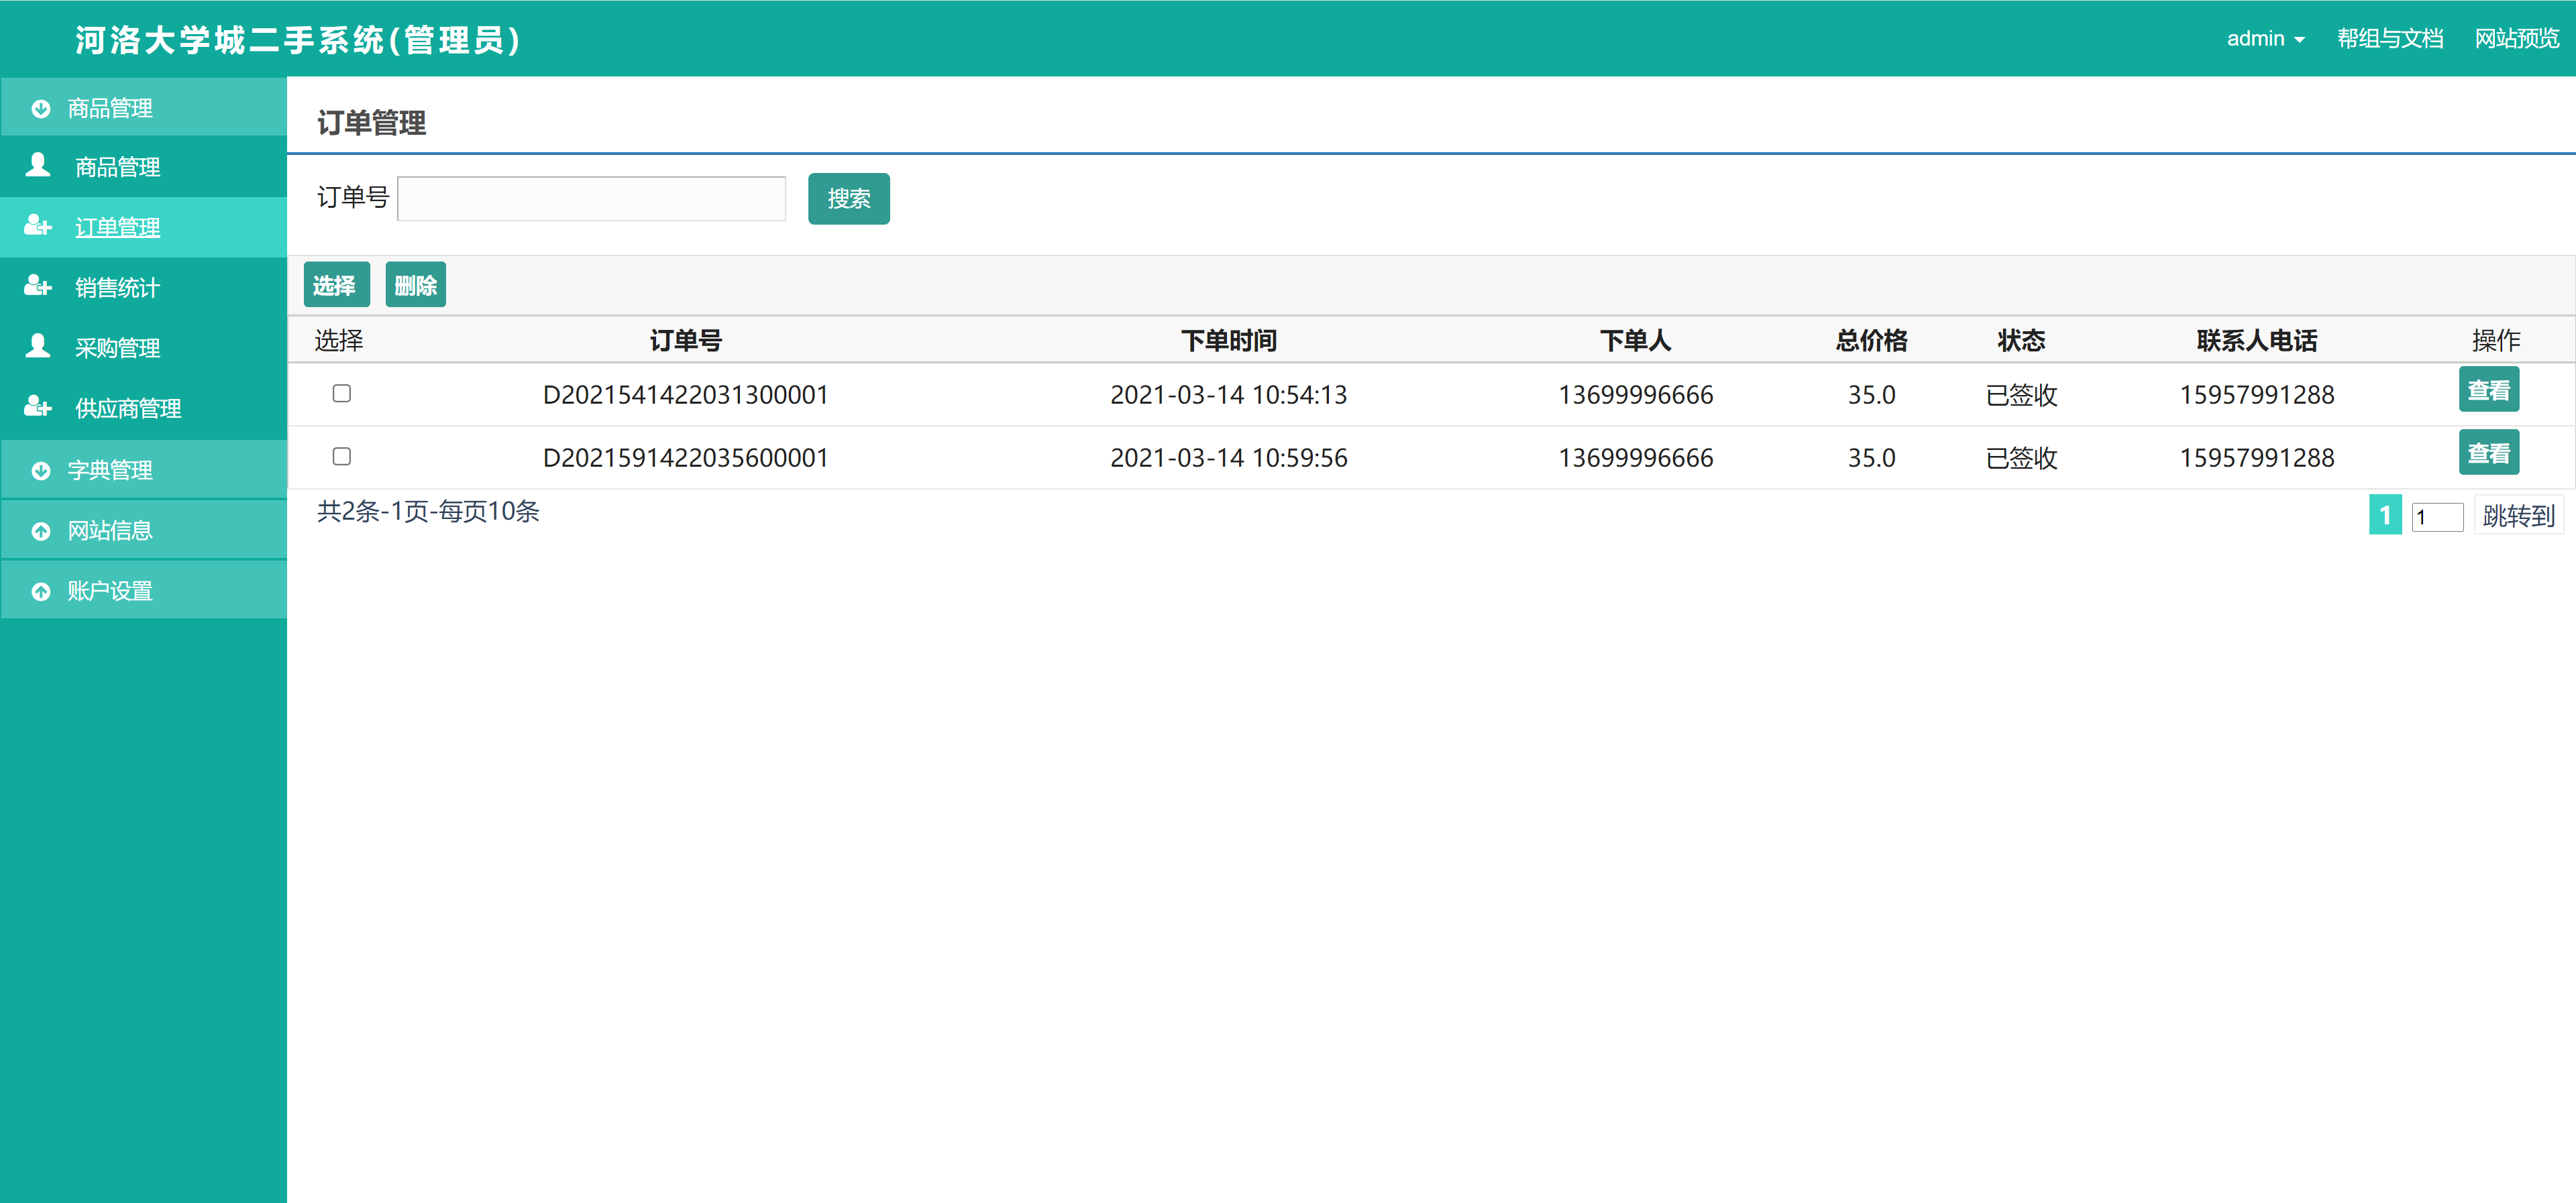 河洛大学城二手系统(管理员)
admin 帮组与文档 网站预览
商品管理
商品管理
订单管理
销售统计
采购管理
供应商管理
字典管理
网站信息
账户设置
订单管理
订单号 搜索
选择 删除
选择 订单号 下单时间 下单人 总价格 状态 联系人电话 操作
D2021541422031300001 2021-03-14 10:54:13 13699996666 35.0 已签收 15957991288 查看
D2021591422035600001 2021-03-14 10:59:56 13699996666 35.0 已签收 15957991288 查看
共2条-1页-每页10条 1 1 跳转到